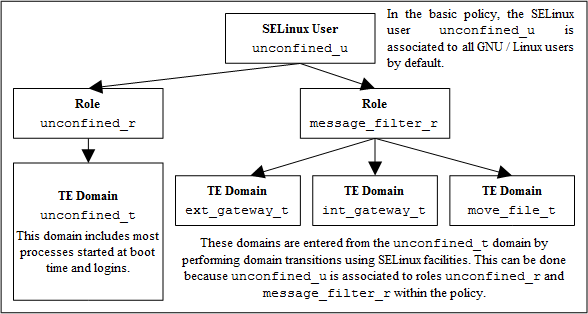 SELinux User
unconfined_u
In the basic policy, the SELinux
user unconfined_u is
associated to all GNU / Linux users
by default.
Role
unconfined_r
Role
message_filter_r
TE Domain
unconfined_t
This domain includes most
processes started at boot
time and logins.
TE Domain
ext_gateway_t
TE Domain
int_gateway_t
TE Domain
move_file_t
These domains are entered from the unconfined_t domain by
performing domain transitions using SELinux facilities. This can be done
because unconfined_u is associated to roles unconfined_r and
message_filter_r within the policy.